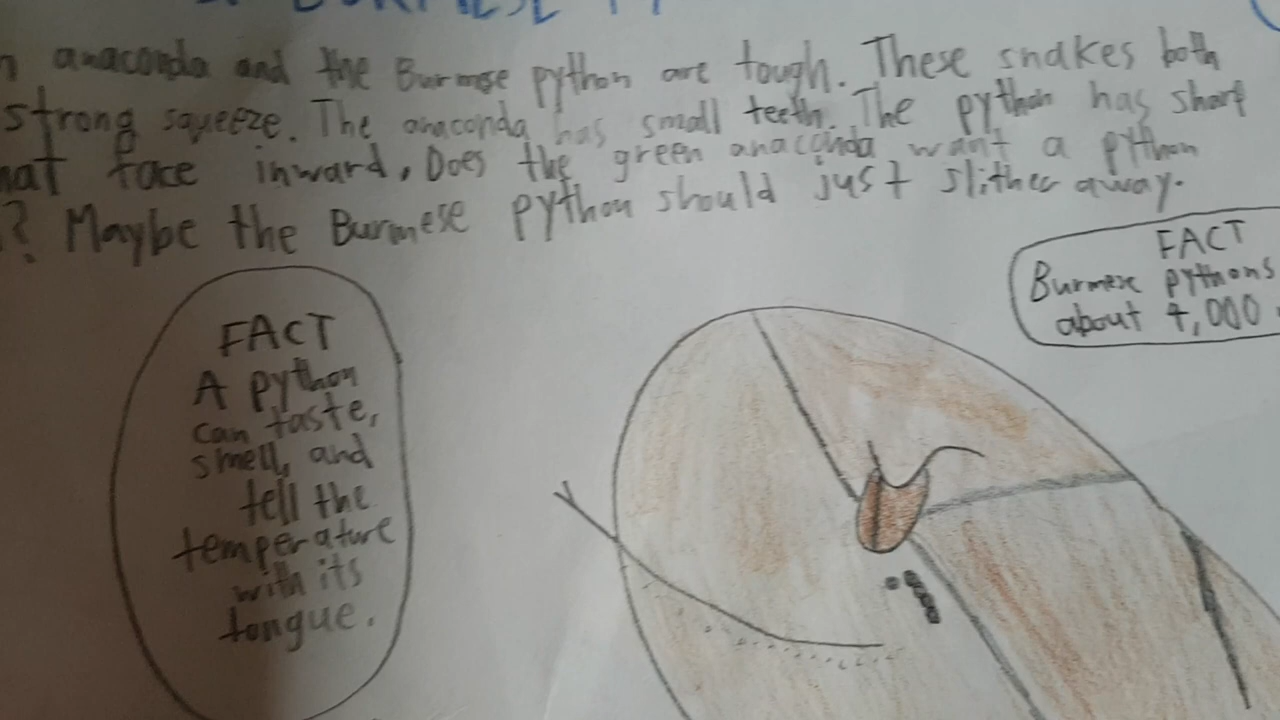 anaconda and the Burmese python are tough. These snakes both
strong squeeze. The anaconda has small teeth. The python has sharp
hat face inward. Does the green anaconda want a python
? Maybe the Burmese python should just slither away.
FACT
Burmese pythons
about 4,000
FACT
A python
can taste,
smell, and
tell the
temperature
with its
tongue.